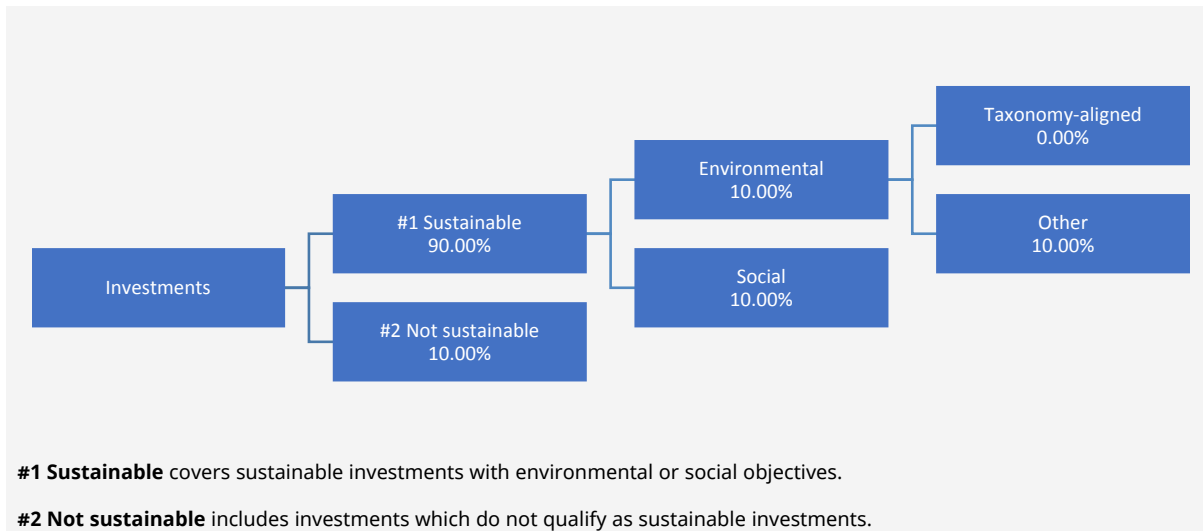 Investments
#1 Sustainable
90.00%
#2 Not sustainable
10.00%
Environmental
10.00%
Social
10.00%
Taxonomy-aligned
0.00%
Other
10.00%
#1 Sustainable covers sustainable investments with environmental or social objectives.
#2 Not sustainable includes investments which do not qualify as sustainable investments.